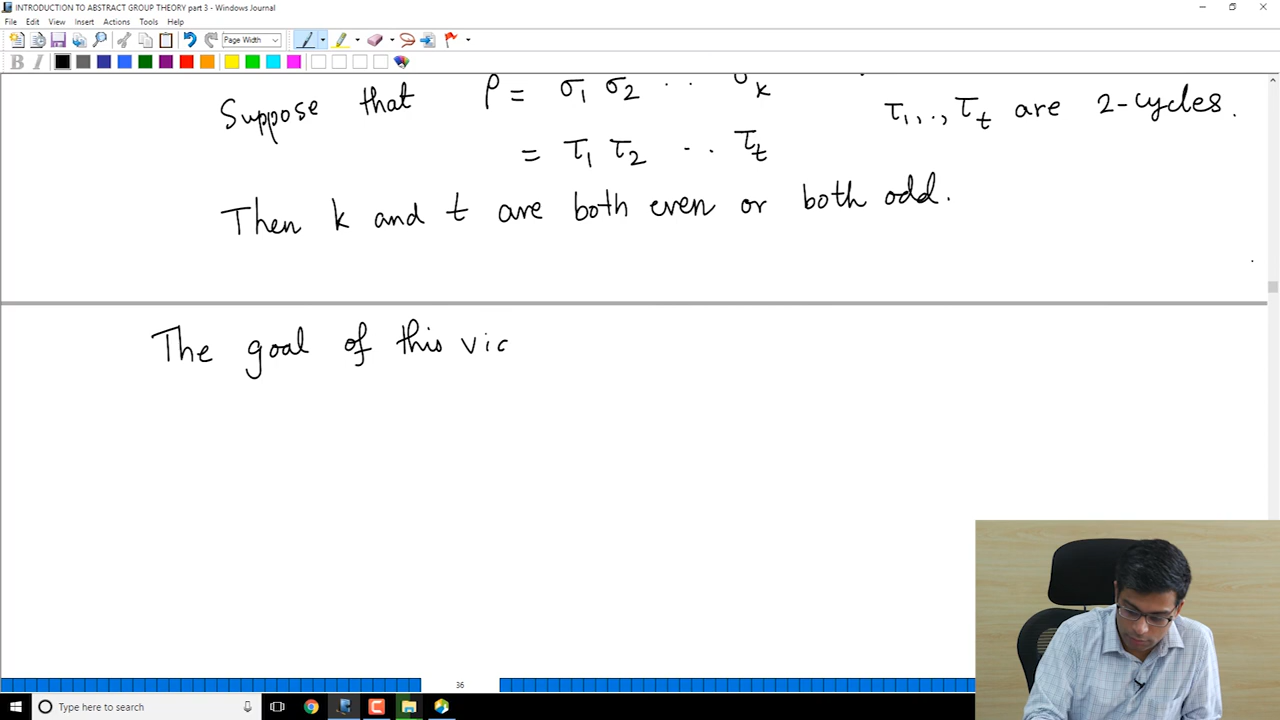 INTRODUCTION TO ABSTRACT GROUP THEORY part 3 - Windows Journal
File Edit View Insert Actions Tools Help
Page Width
B I
Suppose that ρ = σ₁ σ₂ ·· σₖ
τ₁,..,τₜ are 2-cycles.
= τ₁ τ₂ ·· τₜ
Then k and t are both even or both odd.
The goal of this vic
36
Type here to search